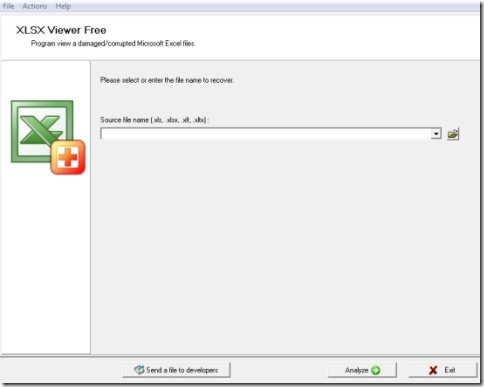 File Actions Help
XLSX Viewer Free
Program view a damaged/corrupted Microsoft Excel files.
Please select or enter the file name to recover.
Source file name (.xls, .xlsx, .xlt, .xltx) :
Send a file to developers
Analyze
Exit